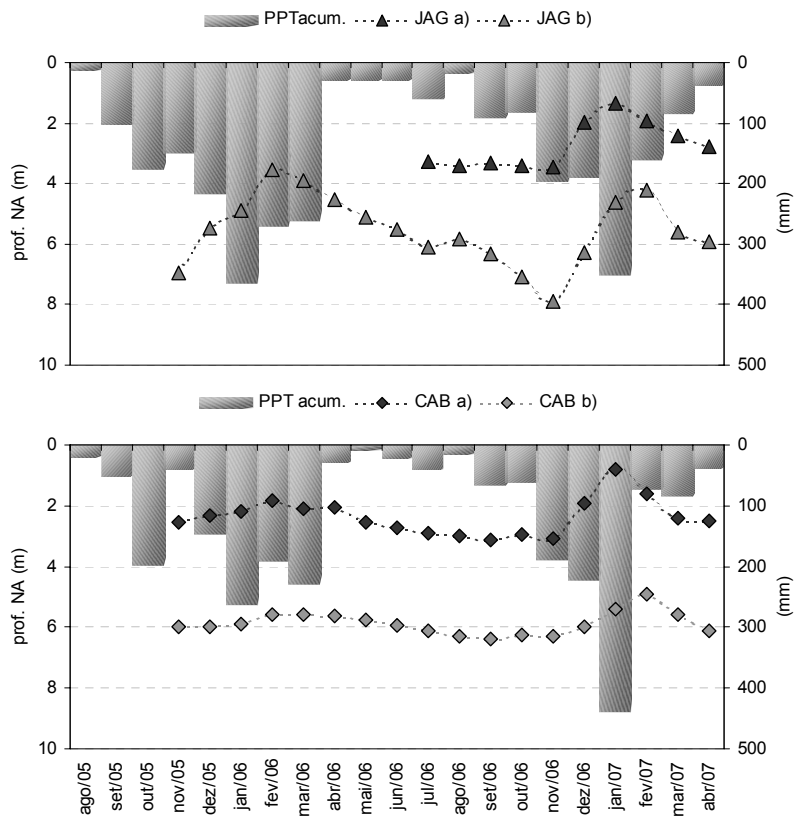 PPTacum. JAG a) JAG b)
0 0
2 100
4 200
6 300
8 400
10 500
prof. NA (m)
(mm)
PPT acum. CAB a) CAB b)
0 0
2 100
4 200
6 300
8 400
10 500
prof. NA (m)
(mm)
ago/05 set/05 out/05 nov/05 dez/05 jan/06 fev/06 mar/06 abr/06 mai/06 jun/06 jul/06 ago/06 set/06 out/06 nov/06 dez/06 jan/07 fev/07 mar/07 abr/07